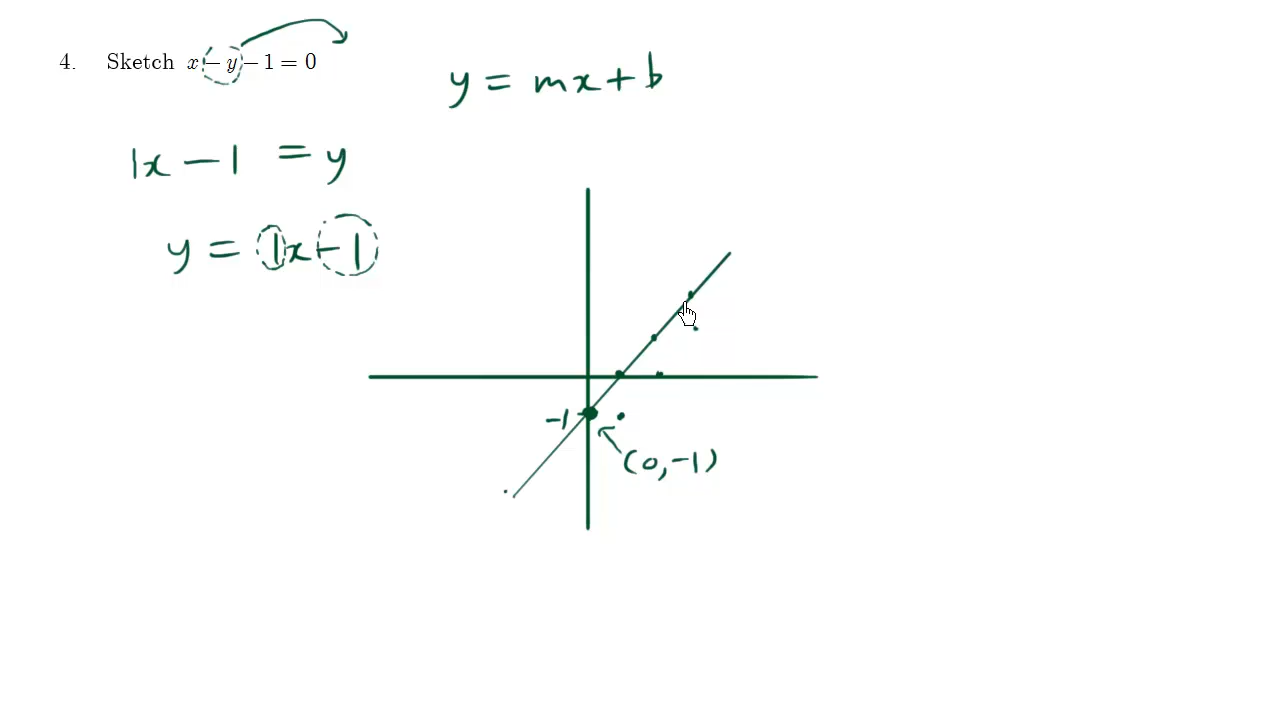 4. Sketch x − y − 1 = 0
y = mx + b
1x − 1 = y
y = 1x − 1
−1
(0, −1)